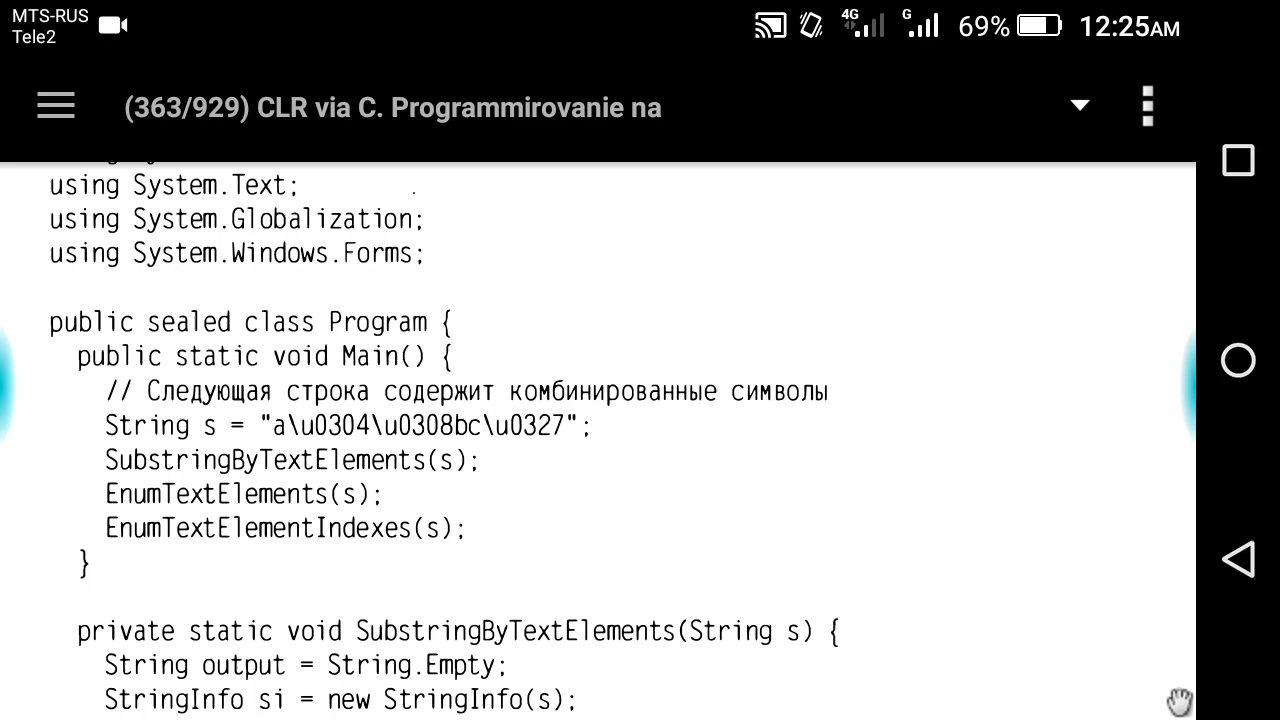 MTS-RUS
Tele2
4G
G
69%
12:25AM
(363/929) CLR via C. Programmirovanie na
using System.Text;
using System.Globalization;
using System.Windows.Forms;
public sealed class Program {
public static void Main() {
// Следующая строка содержит комбинированные символы
String s = "a\u0304\u0308bc\u0327";
SubstringByTextElements(s);
EnumTextElements(s);
EnumTextElementIndexes(s);
}
private static void SubstringByTextElements(String s) {
String output = String.Empty;
StringInfo si = new StringInfo(s);